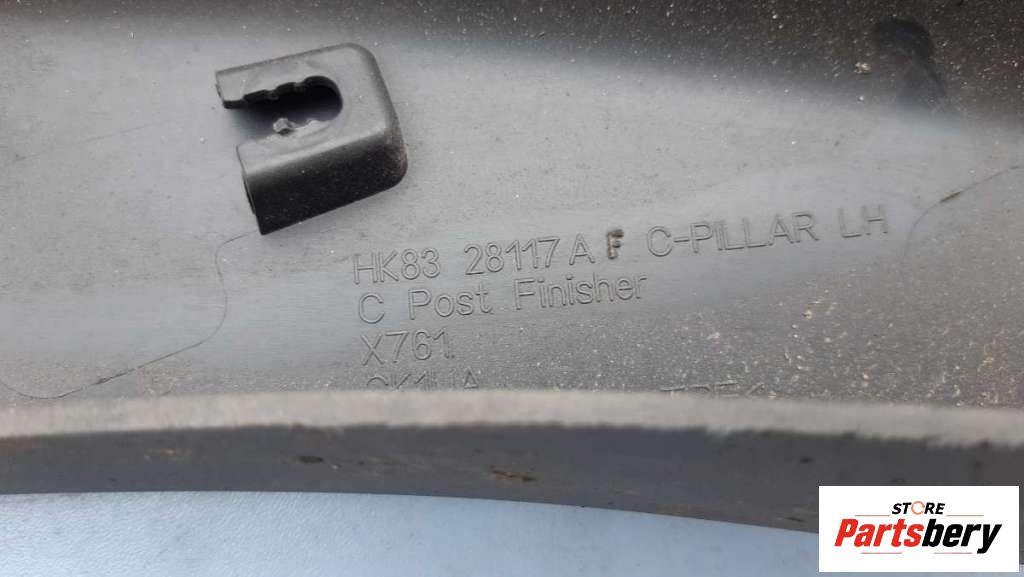 HK83 28117 A F C-PILLAR LH
C Post Finisher
X761
STORE
Partsbery